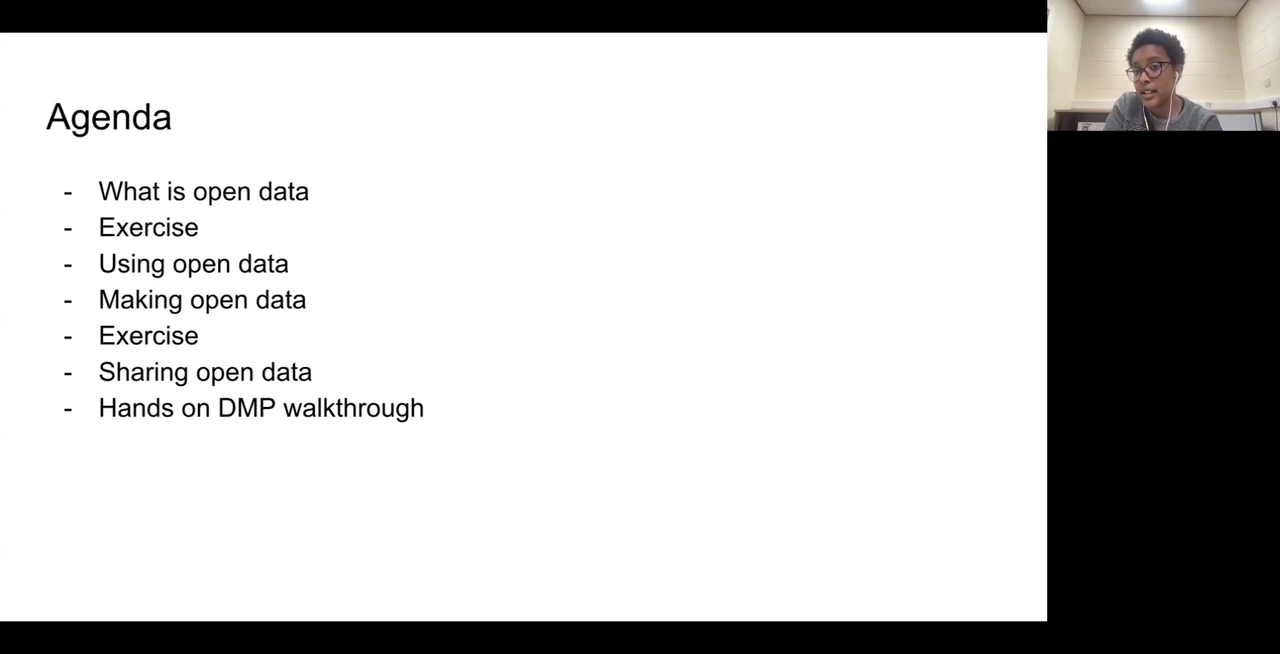 Agenda
- What is open data
- Exercise
- Using open data
- Making open data
- Exercise
- Sharing open data
- Hands on DMP walkthrough